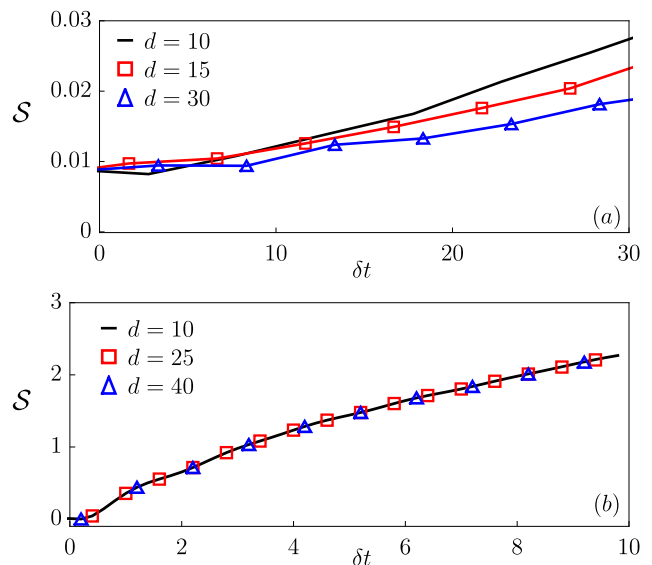 0.03
d = 10
d = 15
0.02
d = 30
𝒮
0.01
(a)
0
0 10 20 30
δt
3
d = 10
d = 25
2
d = 40
𝒮
1
(b)
0
0 2 4 6 8 10
δt